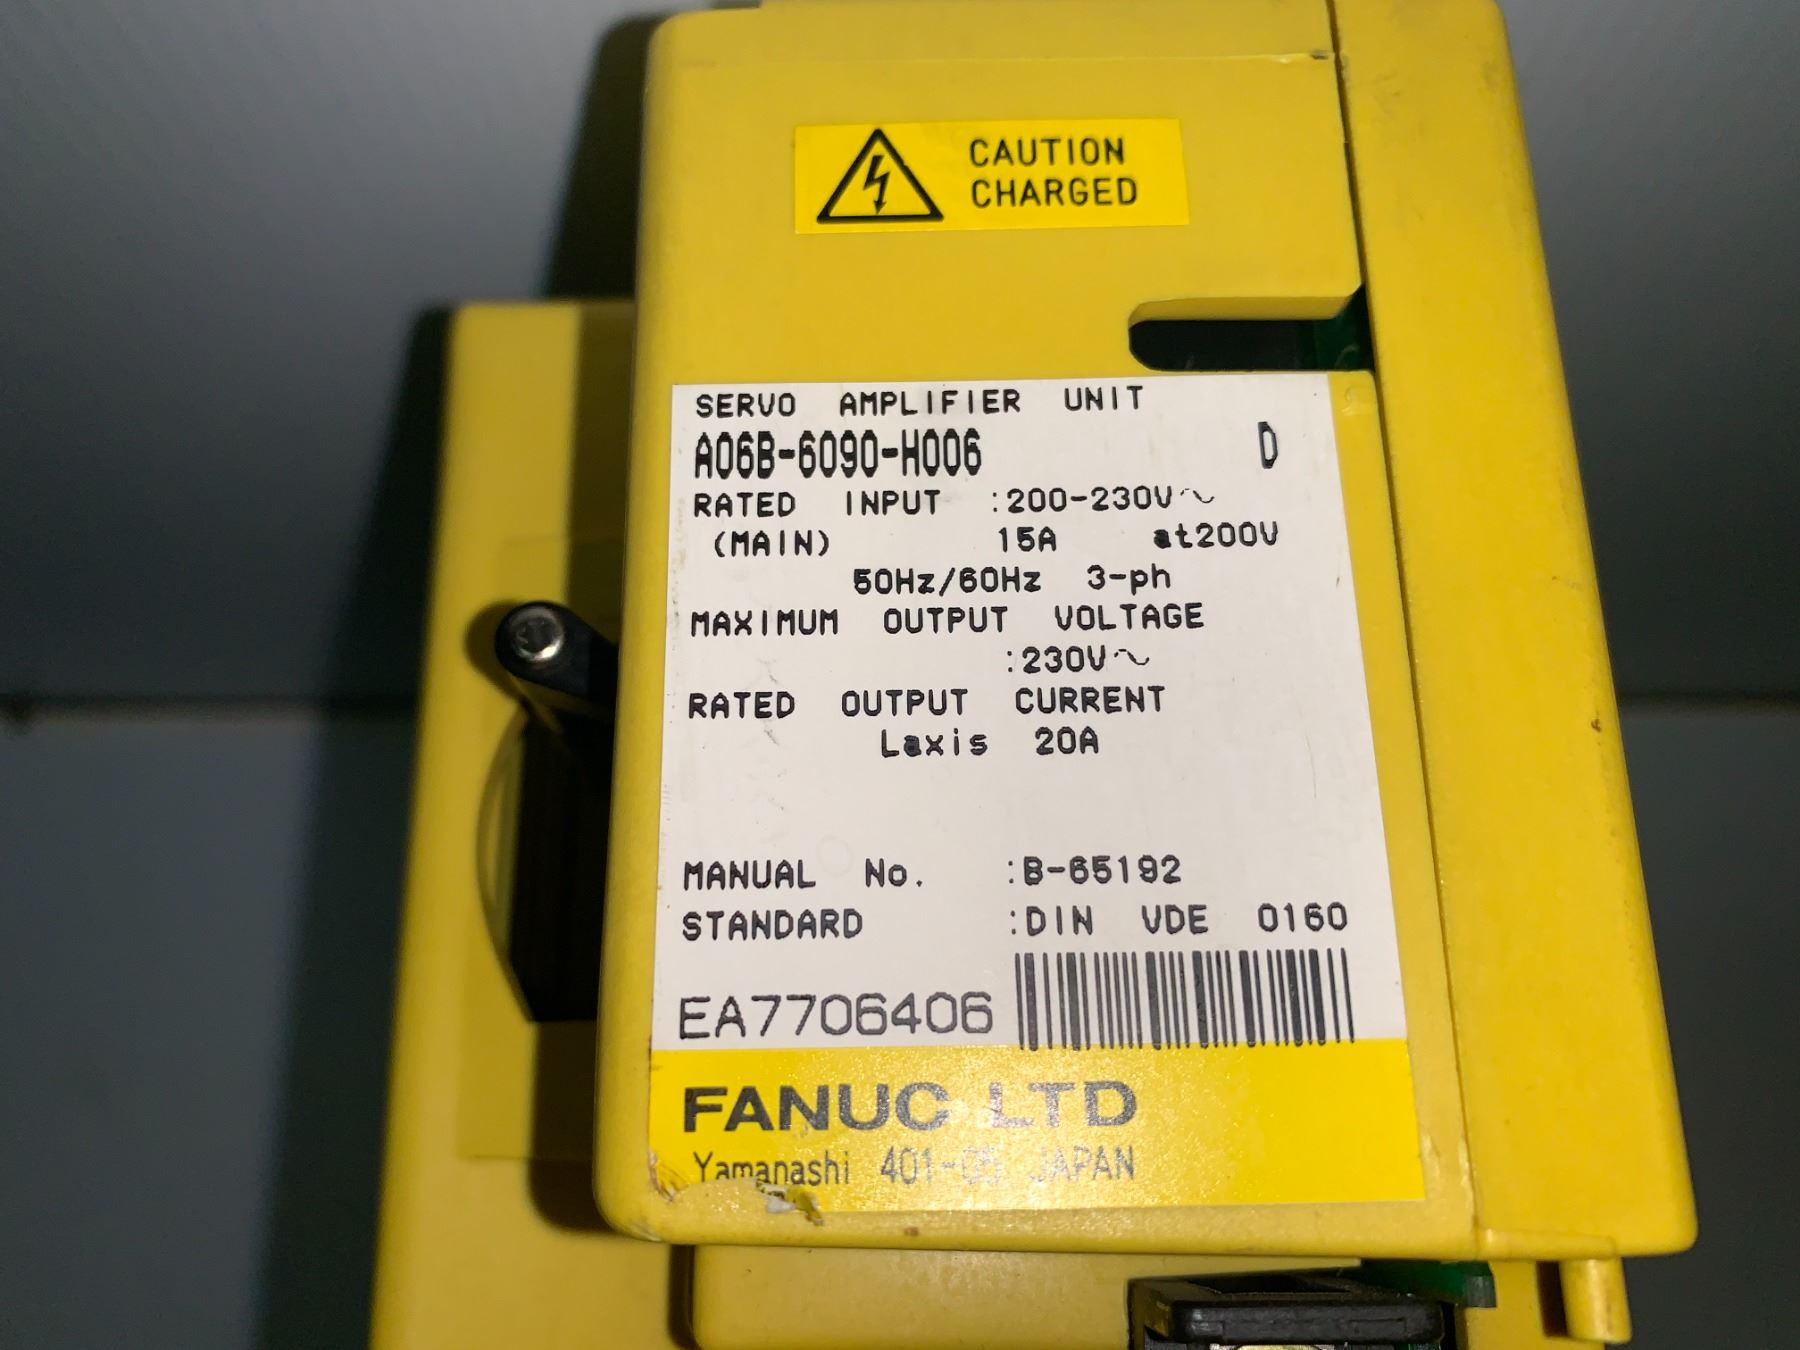 CAUTION
CHARGED
SERVO AMPLIFIER UNIT
A06B-6090-H006 D
RATED INPUT :200-230V~
(MAIN) 15A at200V
50Hz/60Hz 3-ph
MAXIMUM OUTPUT VOLTAGE
:230V~
RATED OUTPUT CURRENT
Laxis 20A
MANUAL No. :B-65192
STANDARD :DIN VDE 0160
EA7706406
FANUC LTD
Yamanashi 401-05 JAPAN